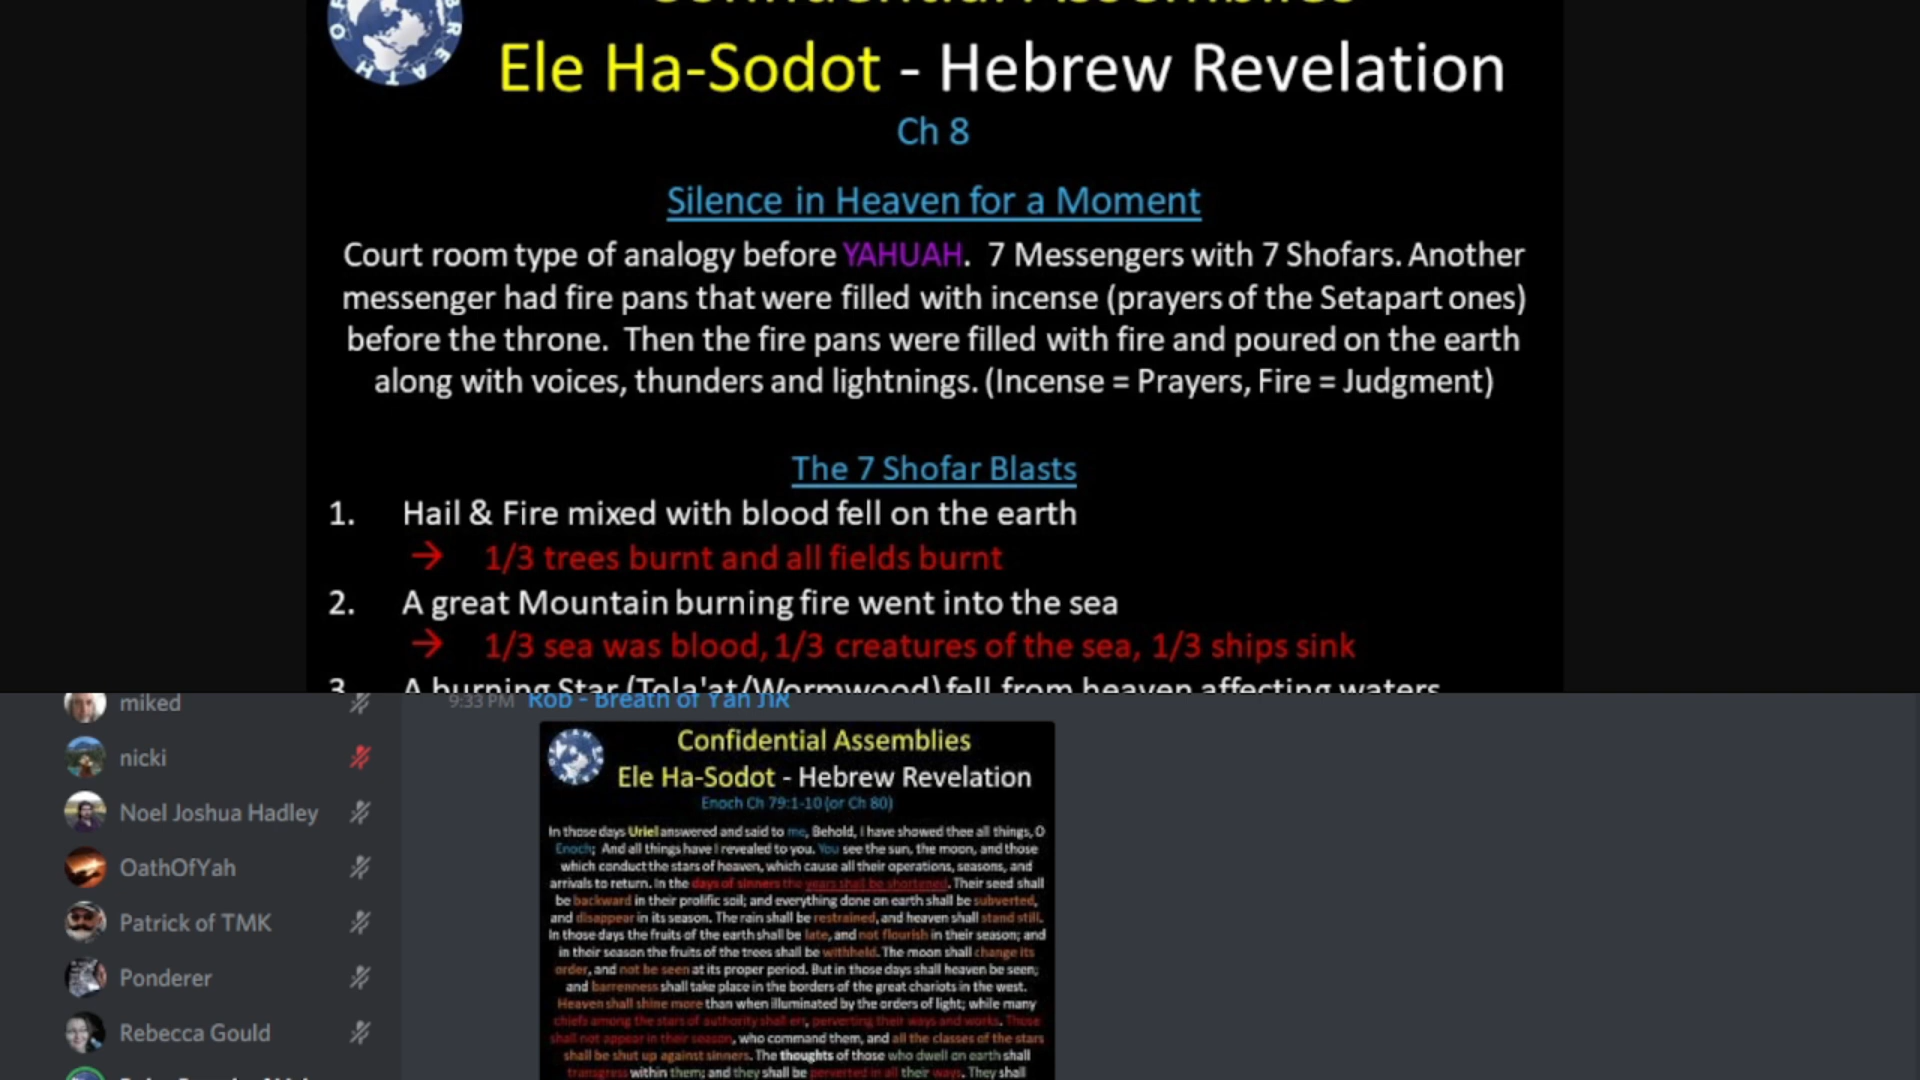 Confidential Assemblies
Ele Ha-Sodot - Hebrew Revelation
Ch 8
Silence in Heaven for a Moment
Court room type of analogy before YAHUAH. 7 Messengers with 7 Shofars. Another
messenger had fire pans that were filled with incense (prayers of the Setapart ones)
before the throne. Then the fire pans were filled with fire and poured on the earth
along with voices, thunders and lightnings. (Incense = Prayers, Fire = Judgment)
The 7 Shofar Blasts
1. Hail & Fire mixed with blood fell on the earth
→ 1/3 trees burnt and all fields burnt
2. A great Mountain burning fire went into the sea
→ 1/3 sea was blood, 1/3 creatures of the sea, 1/3 ships sink
3. A burning Star (Tola'at/Wormwood) fell from heaven affecting waters
miked
nicki
Noel Joshua Hadley
OathOfYah
Patrick of TMK
Ponderer
Rebecca Gould
9:33 PM Rob - Breath of Yah
Confidential Assemblies
Ele Ha-Sodot - Hebrew Revelation
Enoch Ch 79:1-10 (or Ch 80)
In those days Uriel answered and said to me, Behold, I have showed thee all things, O
Enoch; And all things have I revealed to you. You see the sun, the moon, and those
which conduct the stars of heaven, which cause all their operations, seasons, and
arrivals to return. In the days of sinners the years shall be shortened. Their seed shall
be backward in their prolific soil; and everything done on earth shall be subverted,
and disappear in its season. The rain shall be restrained, and heaven shall stand still.
In those days the fruits of the earth shall be late, and not flourish in their season; and
in their season the fruits of the trees shall be withheld. The moon shall change its
order, and not be seen at its proper period. But in those days shall heaven be seen;
and barrenness shall take place in the borders of the great chariots in the west.
Heaven shall shine more than when illuminated by the orders of light; while many
chiefs among the stars of authority shall err, perverting their ways and works. Those
shall not appear in their season, who command them, and all the classes of the stars
shall be shut up against sinners. The thoughts of those who dwell on earth shall
transgress within them; and they shall be perverted in all their ways. They shall